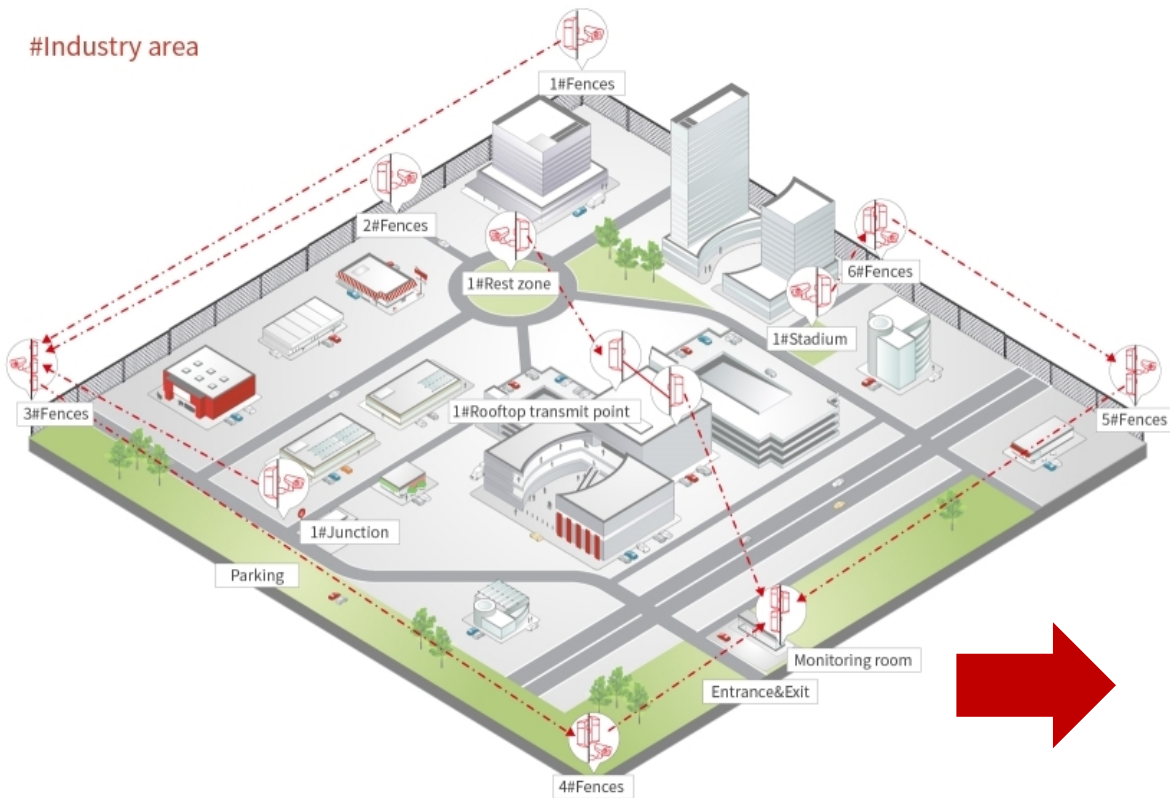 #Industry area
1#Fences
2#Fences
6#Fences
1#Rest zone
1#Stadium
3#Fences
1#Rooftop transmit point
5#Fences
1#Junction
Parking
Monitoring room
Entrance&Exit
4#Fences